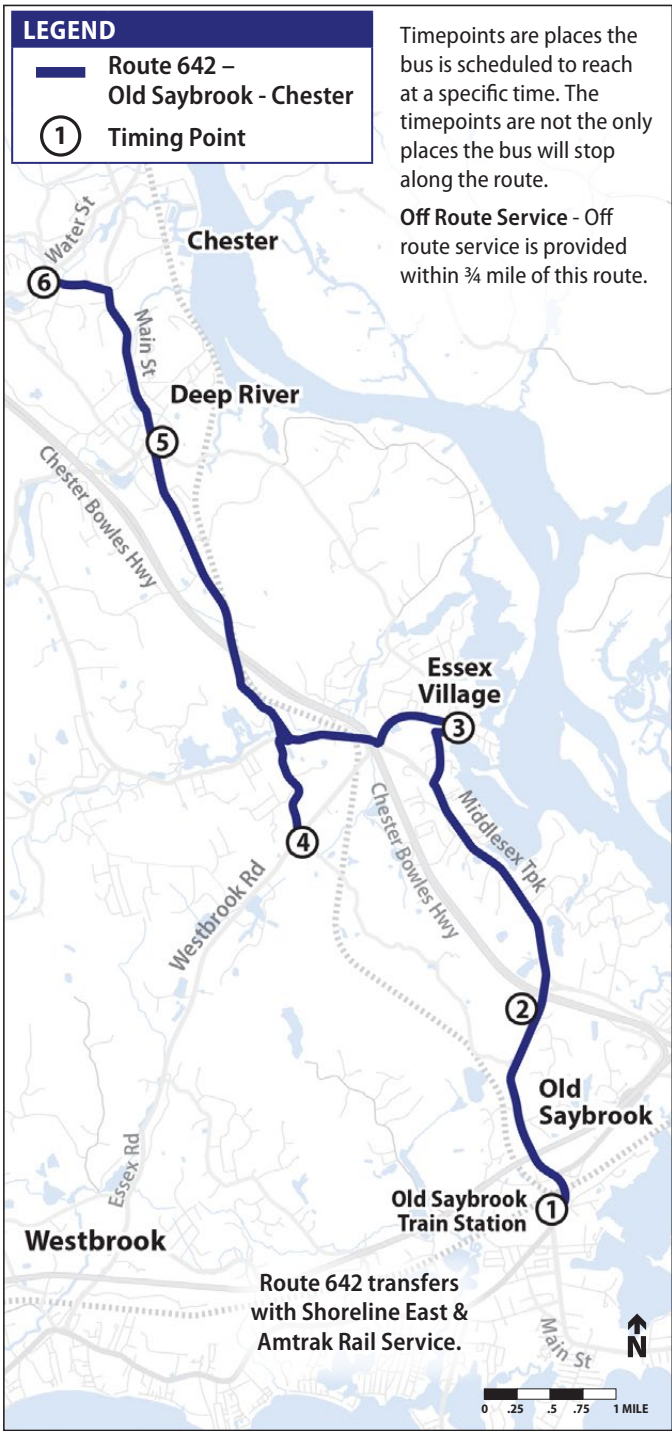 LEGEND
Route 642 –
Old Saybrook - Chester
1 Timing Point
Timepoints are places the
bus is scheduled to reach
at a specific time. The
timepoints are not the only
places the bus will stop
along the route.
Off Route Service - Off
route service is provided
within ¾ mile of this route.
Water St
Chester
6
Main St
Deep River
5
Chester Bowles Hwy
Essex
Village
3
Middlesex Tpk
Chester Bowles Hwy
4
Westbrook Rd
2
Old
Saybrook
Essex Rd
Old Saybrook
Train Station
1
Westbrook
Route 642 transfers
with Shoreline East &
Amtrak Rail Service.
Main St
N
0 .25 .5 .75 1 MILE